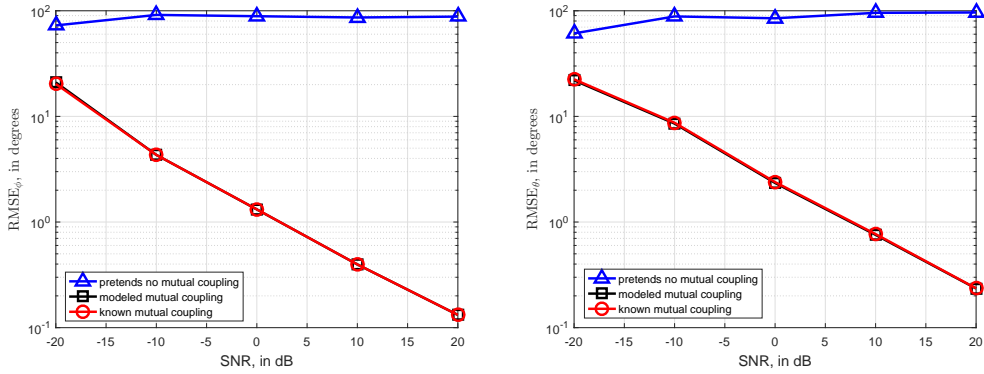 10^2
10^1
10^0
10^-1
RMSE_ϕ, in degrees
pretends no mutual coupling
modeled mutual coupling
known mutual coupling
-20 -15 -10 -5 0 5 10 15 20
SNR, in dB
10^2
10^1
10^0
10^-1
RMSE_θ, in degrees
pretends no mutual coupling
modeled mutual coupling
known mutual coupling
-20 -15 -10 -5 0 5 10 15 20
SNR, in dB